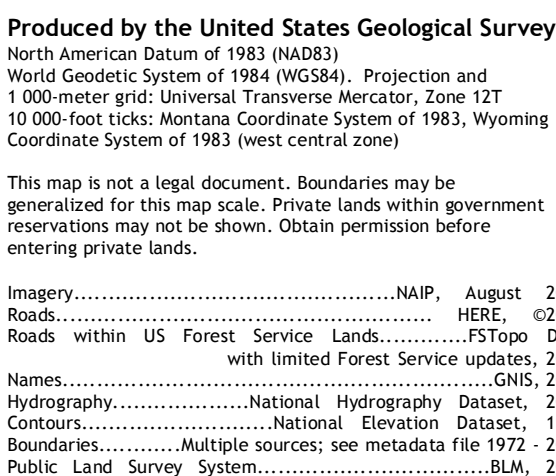 Produced by the United States Geological Survey
North American Datum of 1983 (NAD83)
World Geodetic System of 1984 (WGS84). Projection and
1 000-meter grid: Universal Transverse Mercator, Zone 12T
10 000-foot ticks: Montana Coordinate System of 1983, Wyoming
Coordinate System of 1983 (west central zone)
This map is not a legal document. Boundaries may be
generalized for this map scale. Private lands within government
reservations may not be shown. Obtain permission before
entering private lands.
Imagery...........................................NAIP, August 2
Roads.................................................. HERE, ©2
Roads within US Forest Service Lands.............FSTopo D
with limited Forest Service updates, 2
Names.........................................................GNIS, 2
Hydrography..................National Hydrography Dataset, 2
Contours.........................National Elevation Dataset, 1
Boundaries............Multiple sources; see metadata file 1972 - 2
Public Land Survey System...............................BLM, 2